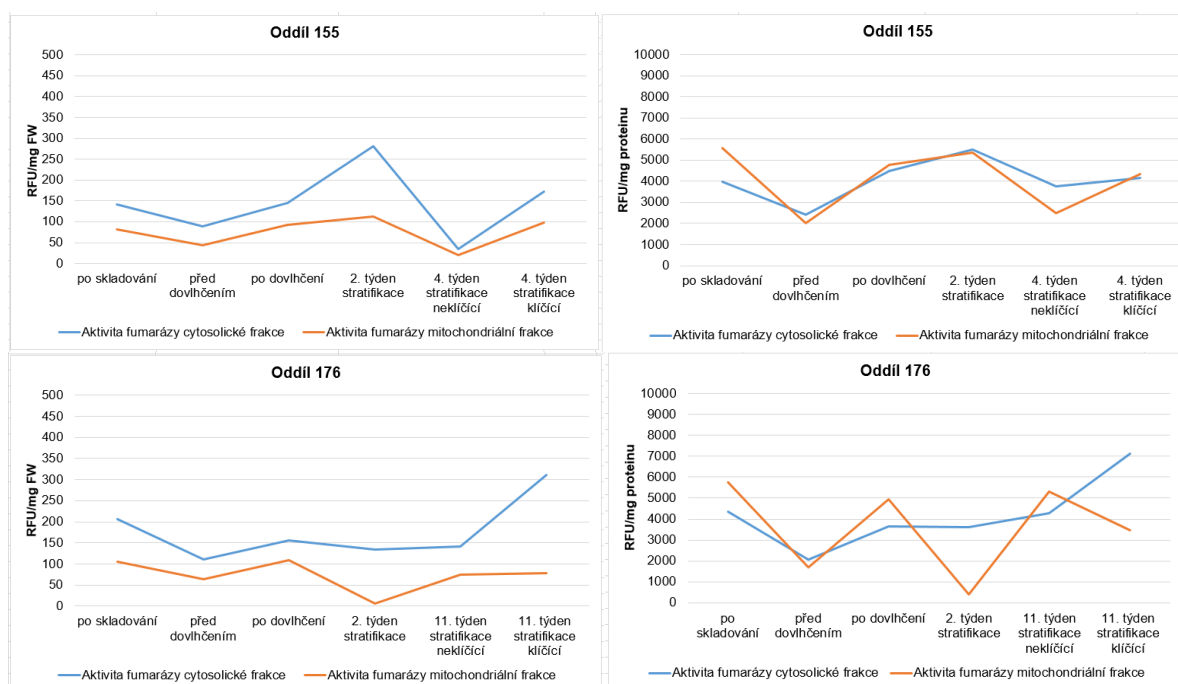 Oddíl 155
RFU/mg FW
500
450
400
350
300
250
200
150
100
50
0
po skladování
před
dovlhčením
po dovlhčení
2. týden
stratifikace
4. týden
stratifikace
neklíčící
4. týden
stratifikace
klíčící
Aktivita fumarázy cytosolické frakce
Aktivita fumarázy mitochondriální frakce
Oddíl 155
RFU/mg proteinu
10000
9000
8000
7000
6000
5000
4000
3000
2000
1000
0
po skladování
před
dovlhčením
po dovlhčení
2. týden
stratifikace
4. týden
stratifikace
neklíčící
4. týden
stratifikace
klíčící
Aktivita fumarázy cytosolické frakce
Aktivita fumarázy mitochondriální frakce
Oddíl 176
RFU/mg FW
500
450
400
350
300
250
200
150
100
50
0
po skladování
před
dovlhčením
po dovlhčení
2. týden
stratifikace
11. týden
stratifikace
neklíčící
11. týden
stratifikace
klíčící
Aktivita fumarázy cytosolické frakce
Aktivita fumarázy mitochondriální frakce
Oddíl 176
RFU/mg proteinu
10000
9000
8000
7000
6000
5000
4000
3000
2000
1000
0
po
skladování
před
dovlhčením
po dovlhčení
2. týden
stratifikace
11. týden
stratifikace
neklíčící
11. týden
stratifikace
klíčící
Aktivita fumarázy cytosolické frakce
Aktivita fumarázy mitochondriální frakce